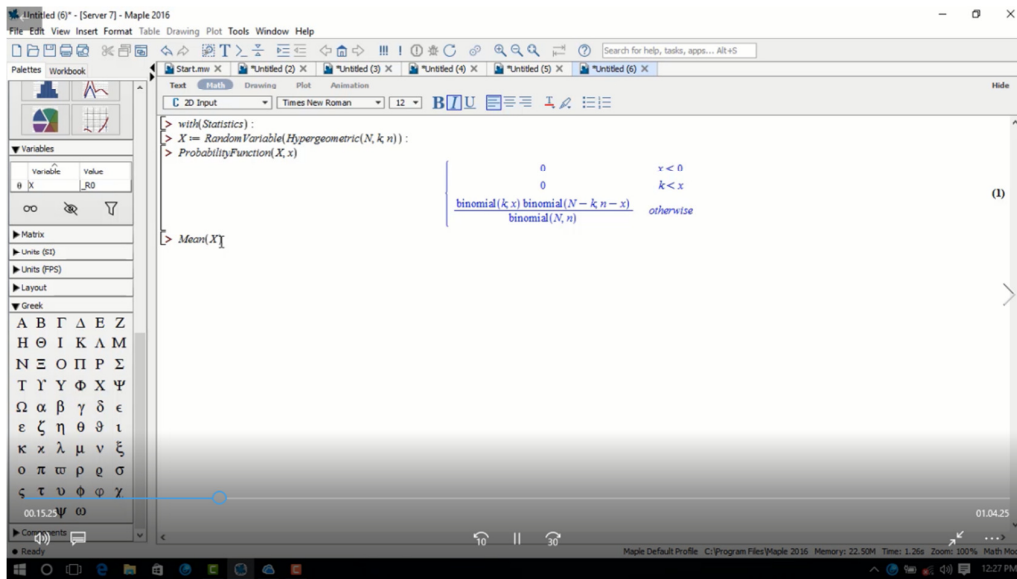 Untitled (6)* - [Server 7] - Maple 2016
File Edit View Insert Format Table Drawing Plot Tools Window Help
Search for help, tasks, apps... Alt+S
Palettes Workbook
Start.mw *Untitled (2) *Untitled (3) *Untitled (4) *Untitled (5) *Untitled (6)
Text Math Drawing Plot Animation Hide
C 2D Input Times New Roman 12 B I U
> with(Statistics) :
> X := RandomVariable(Hypergeometric(N, k, n)) :
> ProbabilityFunction(X, x)
0 x < 0
0 k < x
binomial(k, x) binomial(N − k, n − x)
binomial(N, n)
otherwise
(1)
> Mean(X)
Variables
Variable Value
θ X _R0
Matrix
Units (SI)
Units (FPS)
Layout
Greek
Α Β Γ Δ Ε Ζ
Η Θ Ι Κ Λ Μ
Ν Ξ Ο Π Ρ Σ
Τ ϒ Υ Φ Χ Ψ
Ω α β γ δ ϵ
ε ζ η θ ϑ ι
κ ϰ λ μ ν ξ
ο π ϖ ρ ϱ σ
ς τ υ ϕ φ χ
ψ ω
00.15.25
01.04.25
Components
10 30
Ready
Maple Default Profile C:\Program Files\Maple 2016 Memory: 22.50M Time: 1.26s Zoom: 100% Math Mod
12:27 PM